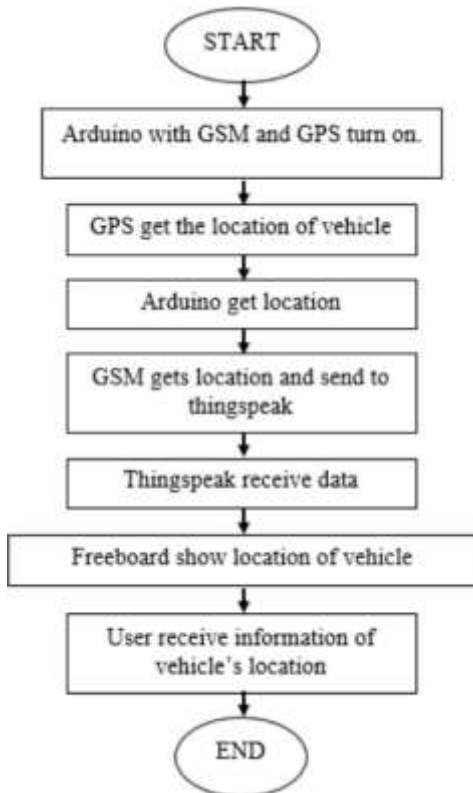 START
Arduino with GSM and GPS turn on.
GPS get the location of vehicle
Arduino get location
GSM gets location and send to
thingspeak
Thingspeak receive data
Freeboard show location of vehicle
User receive information of
vehicle's location
END